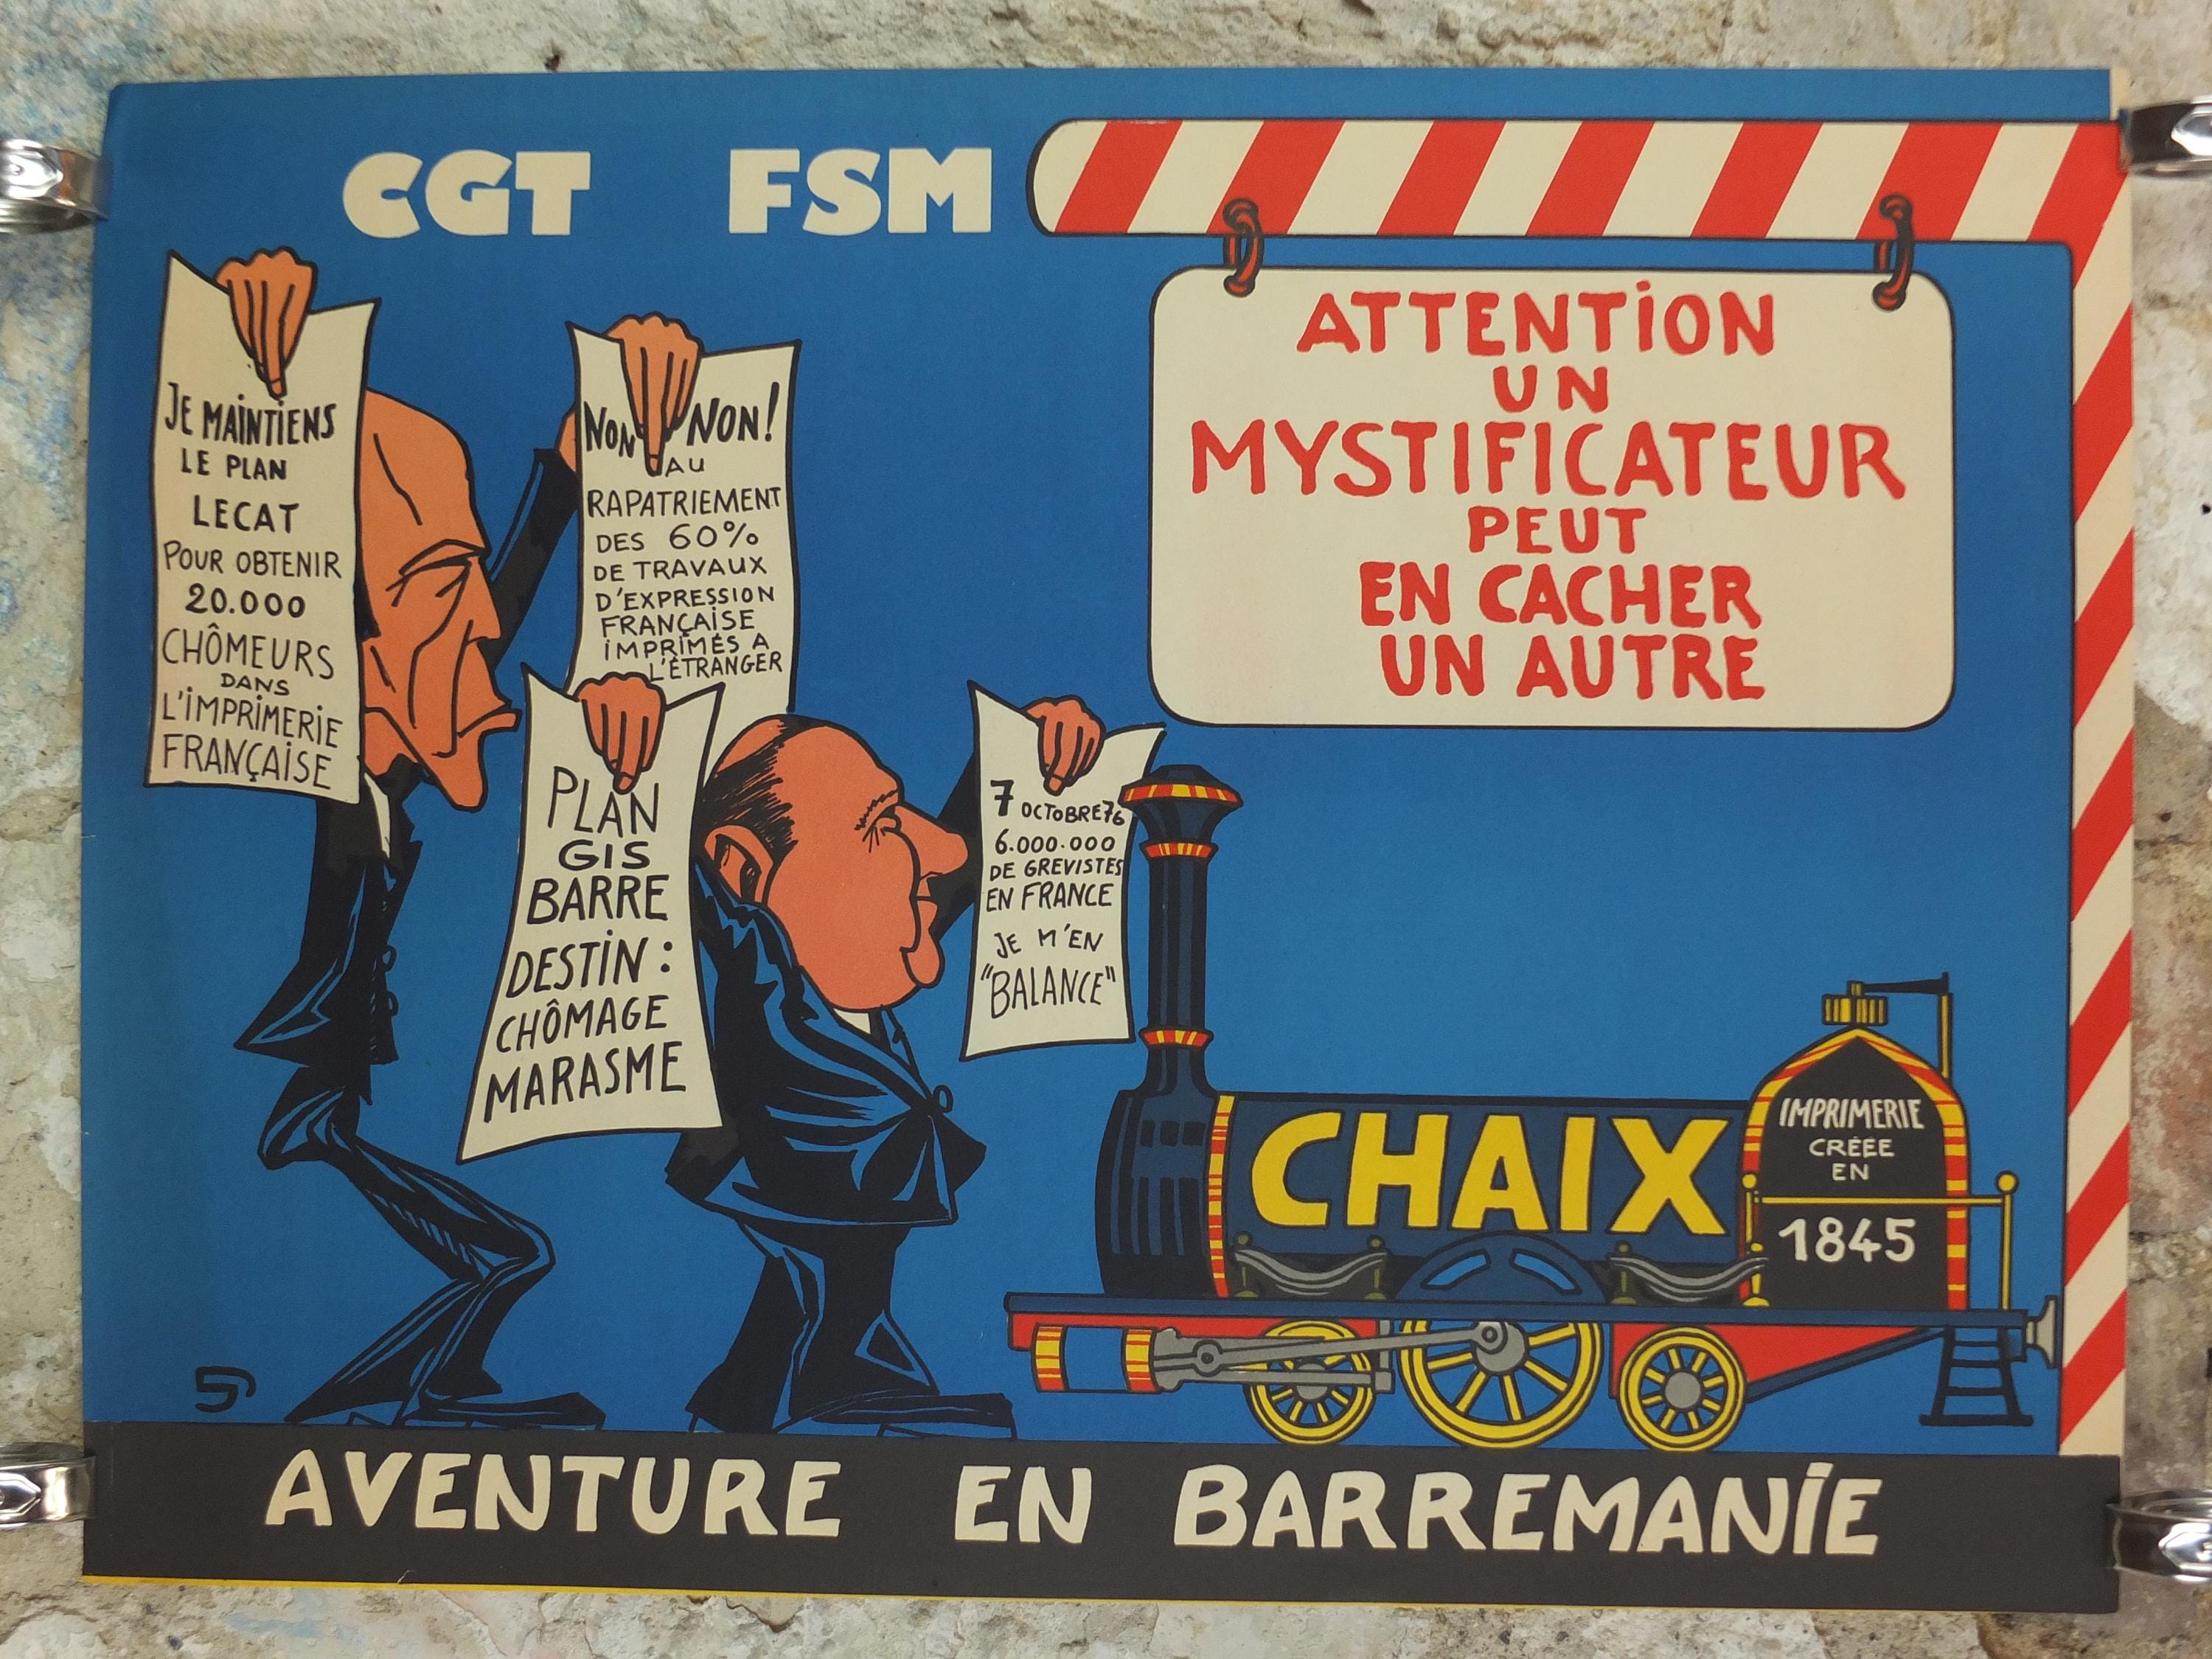 CGT FSM
ATTENTION
UN
MYSTIFICATEUR
PEUT
EN CACHER
UN AUTRE
JE MAINTIENS
LE PLAN
LECAT
POUR OBTENIR
20.000
CHÔMEURS
DANS
L'IMPRIMERIE
FRANÇAISE
NON NON!
AU
RAPATRIEMENT
DES 60%
DE TRAVAUX
D'EXPRESSION
FRANÇAISE
IMPRIMÉS A
L'ÉTRANGER
PLAN
GIS
BARRE
DESTIN :
CHÔMAGE
MARASME
7 OCTOBRE 76
6.000.000
DE GREVISTES
EN FRANCE
JE M'EN
"BALANCE"
CHAIX
IMPRIMERIE
CRÉÉE
EN
1845
AVENTURE EN BARREMANIE